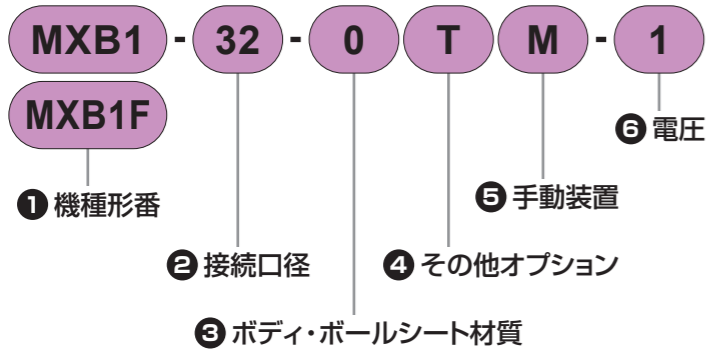 MXB1 - 32 - 0 T M - 1
MXB1F
❻ 電圧
❶ 機種形番
❺ 手動装置
❷ 接続口径
❹ その他オプション
❸ ボディ・ボールシート材質